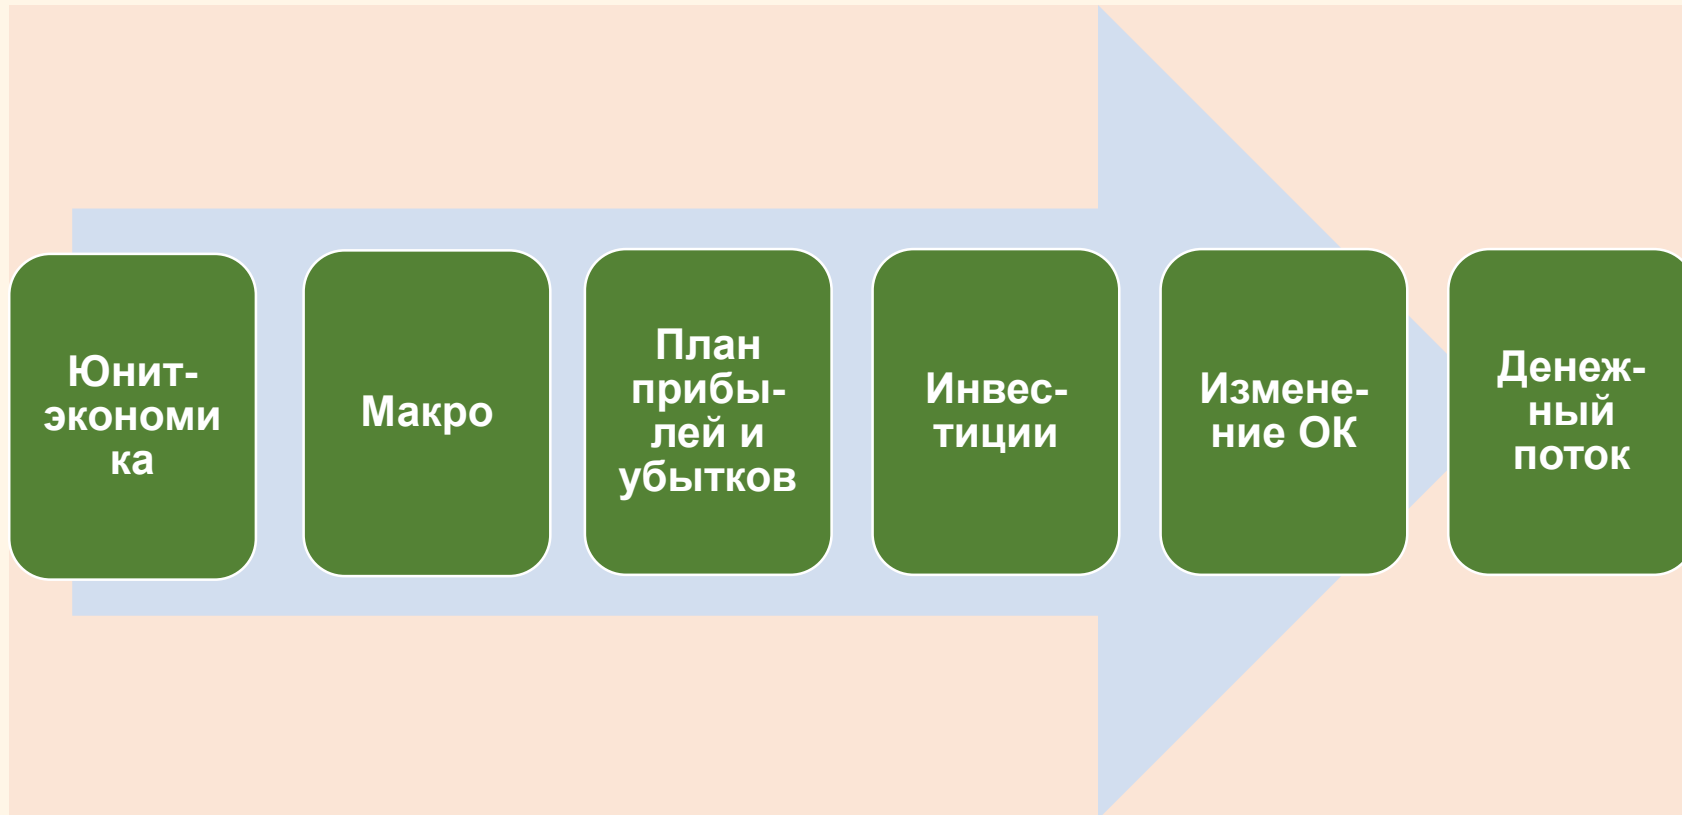 Юнит-
экономи
ка
Макро
План
прибы-
лей и
убытков
Инвес-
тиции
Измене-
ние ОК
Денеж-
ный
поток